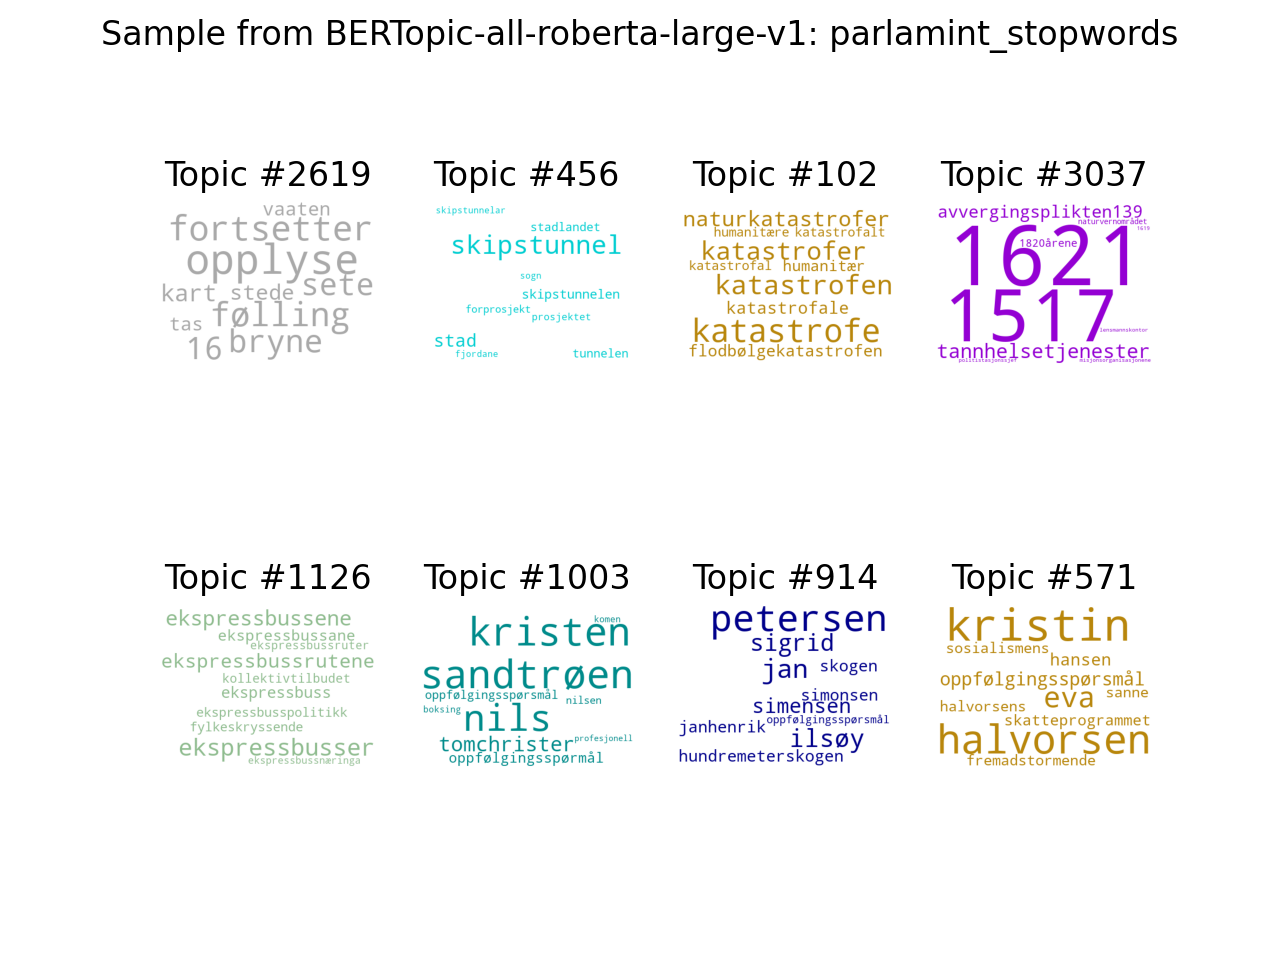 Sample from BERTopic-all-roberta-large-v1: parlamint_stopwords
Topic #2619
vaaten
fortsetter
opplyse
sete
kart stede
følling
tas
16 bryne
Topic #456
skipstunnelar
stadlandet
skipstunnel
sogn
skipstunnelen
forprosjekt
prosjektet
stad
fjordane
tunnelen
Topic #102
naturkatastrofer
humanitære katastrofalt
katastrofer
katastrofal humanitær
katastrofen
katastrofale
katastrofe
flodbølgekatastrofen
Topic #3037
avvergingsplikten139
naturvernområdet
1619
1621
1820årene
1517
lensmannskontor
tannhelsetjenester
politistasjonssjef
misjonsorganisasjonene
Topic #1126
ekspressbussene
ekspressbussane
ekspressbussruter
ekspressbussrutene
kollektivtilbudet
ekspressbuss
ekspressbusspolitikk
fylkeskryssende
ekspressbusser
ekspressbussnæringa
Topic #1003
komen
kristen
sandtrøen
oppfølgingsspørsmål
nilsen
boksing
nils
tomchrister
profesjonell
oppfølgingsspørmål
Topic #914
petersen
sigrid
jan
skogen
simonsen
simensen
oppfølgingsspørsmål
janhenrik
ilsøy
hundremeterskogen
Topic #571
kristin
sosialismens
hansen
oppfølgingsspørsmål
eva
sanne
halvorsens
skatteprogrammet
halvorsen
fremadstormende